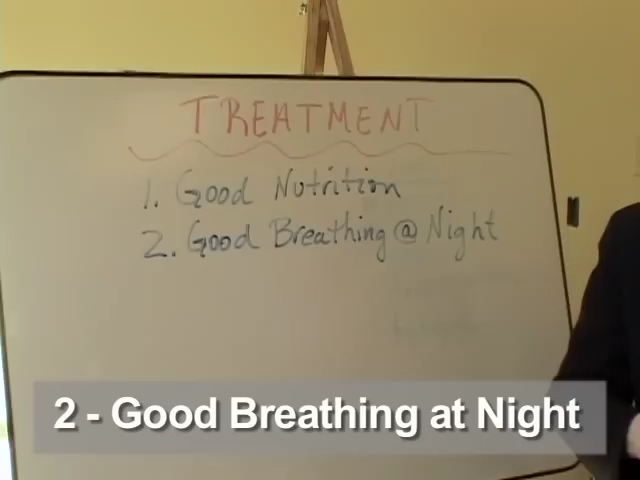 TREATMENT
1. Good Nutrition
2. Good Breathing @ Night
2 - Good Breathing at Night